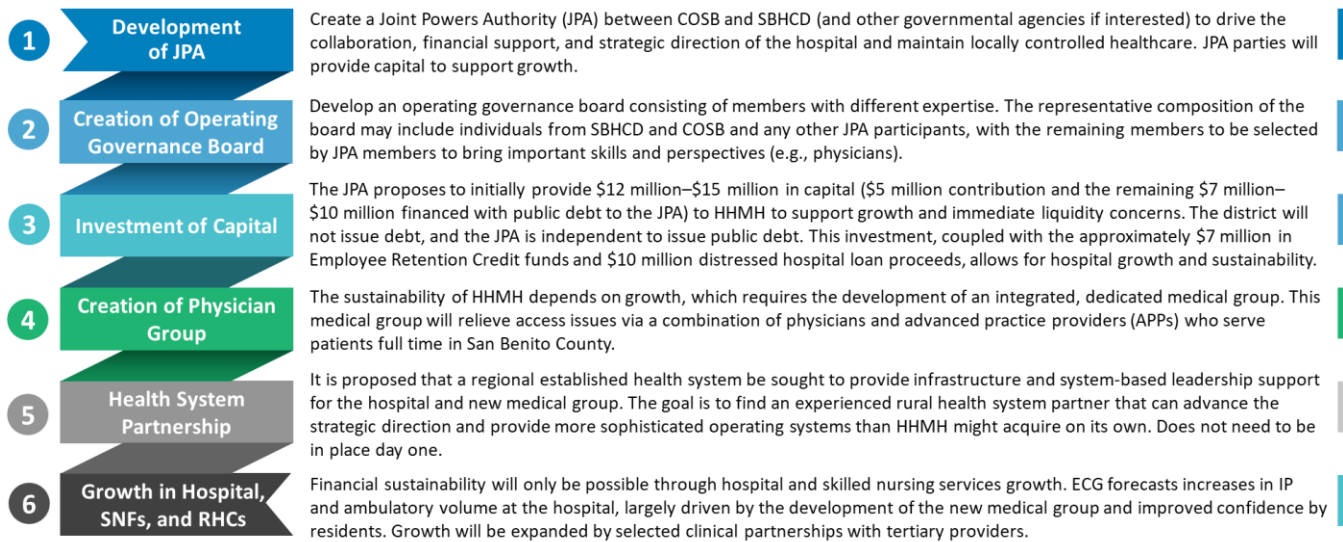 1
Development
of JPA
Create a Joint Powers Authority (JPA) between COSB and SBHCD (and other governmental agencies if interested) to drive the
collaboration, financial support, and strategic direction of the hospital and maintain locally controlled healthcare. JPA parties will
provide capital to support growth.
2
Creation of Operating
Governance Board
Develop an operating governance board consisting of members with different expertise. The representative composition of the
board may include individuals from SBHCD and COSB and any other JPA participants, with the remaining members to be selected
by JPA members to bring important skills and perspectives (e.g., physicians).
3
Investment of Capital
The JPA proposes to initially provide $12 million–$15 million in capital ($5 million contribution and the remaining $7 million–
$10 million financed with public debt to the JPA) to HHMH to support growth and immediate liquidity concerns. The district will
not issue debt, and the JPA is independent to issue public debt. This investment, coupled with the approximately $7 million in
Employee Retention Credit funds and $10 million distressed hospital loan proceeds, allows for hospital growth and sustainability.
4
Creation of Physician
Group
The sustainability of HHMH depends on growth, which requires the development of an integrated, dedicated medical group. This
medical group will relieve access issues via a combination of physicians and advanced practice providers (APPs) who serve
patients full time in San Benito County.
5
Health System
Partnership
It is proposed that a regional established health system be sought to provide infrastructure and system-based leadership support
for the hospital and new medical group. The goal is to find an experienced rural health system partner that can advance the
strategic direction and provide more sophisticated operating systems than HHMH might acquire on its own. Does not need to be
in place day one.
6
Growth in Hospital,
SNFs, and RHCs
Financial sustainability will only be possible through hospital and skilled nursing services growth. ECG forecasts increases in IP
and ambulatory volume at the hospital, largely driven by the development of the new medical group and improved confidence by
residents. Growth will be expanded by selected clinical partnerships with tertiary providers.